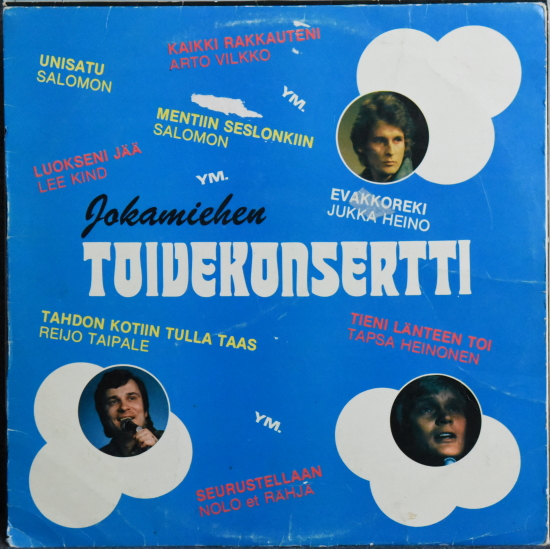 KAIKKI RAKKAUTENI
ARTO VILKKO
UNISATU
SALOMON
YM.
MENTIIN SESLONKIIN
SALOMON
LUOKSENI JÄÄ
LEE KIND
YM.
EVAKKOREKI
JUKKA HEINO
Jokamiehen
TOIVEKONSERTTI
TAHDON KOTIIN TULLA TAAS
REIJO TAIPALE
TIENI LÄNTEEN TOI
TAPSA HEINONEN
YM.
SEURUSTELLAAN
NOLO et RAHJA